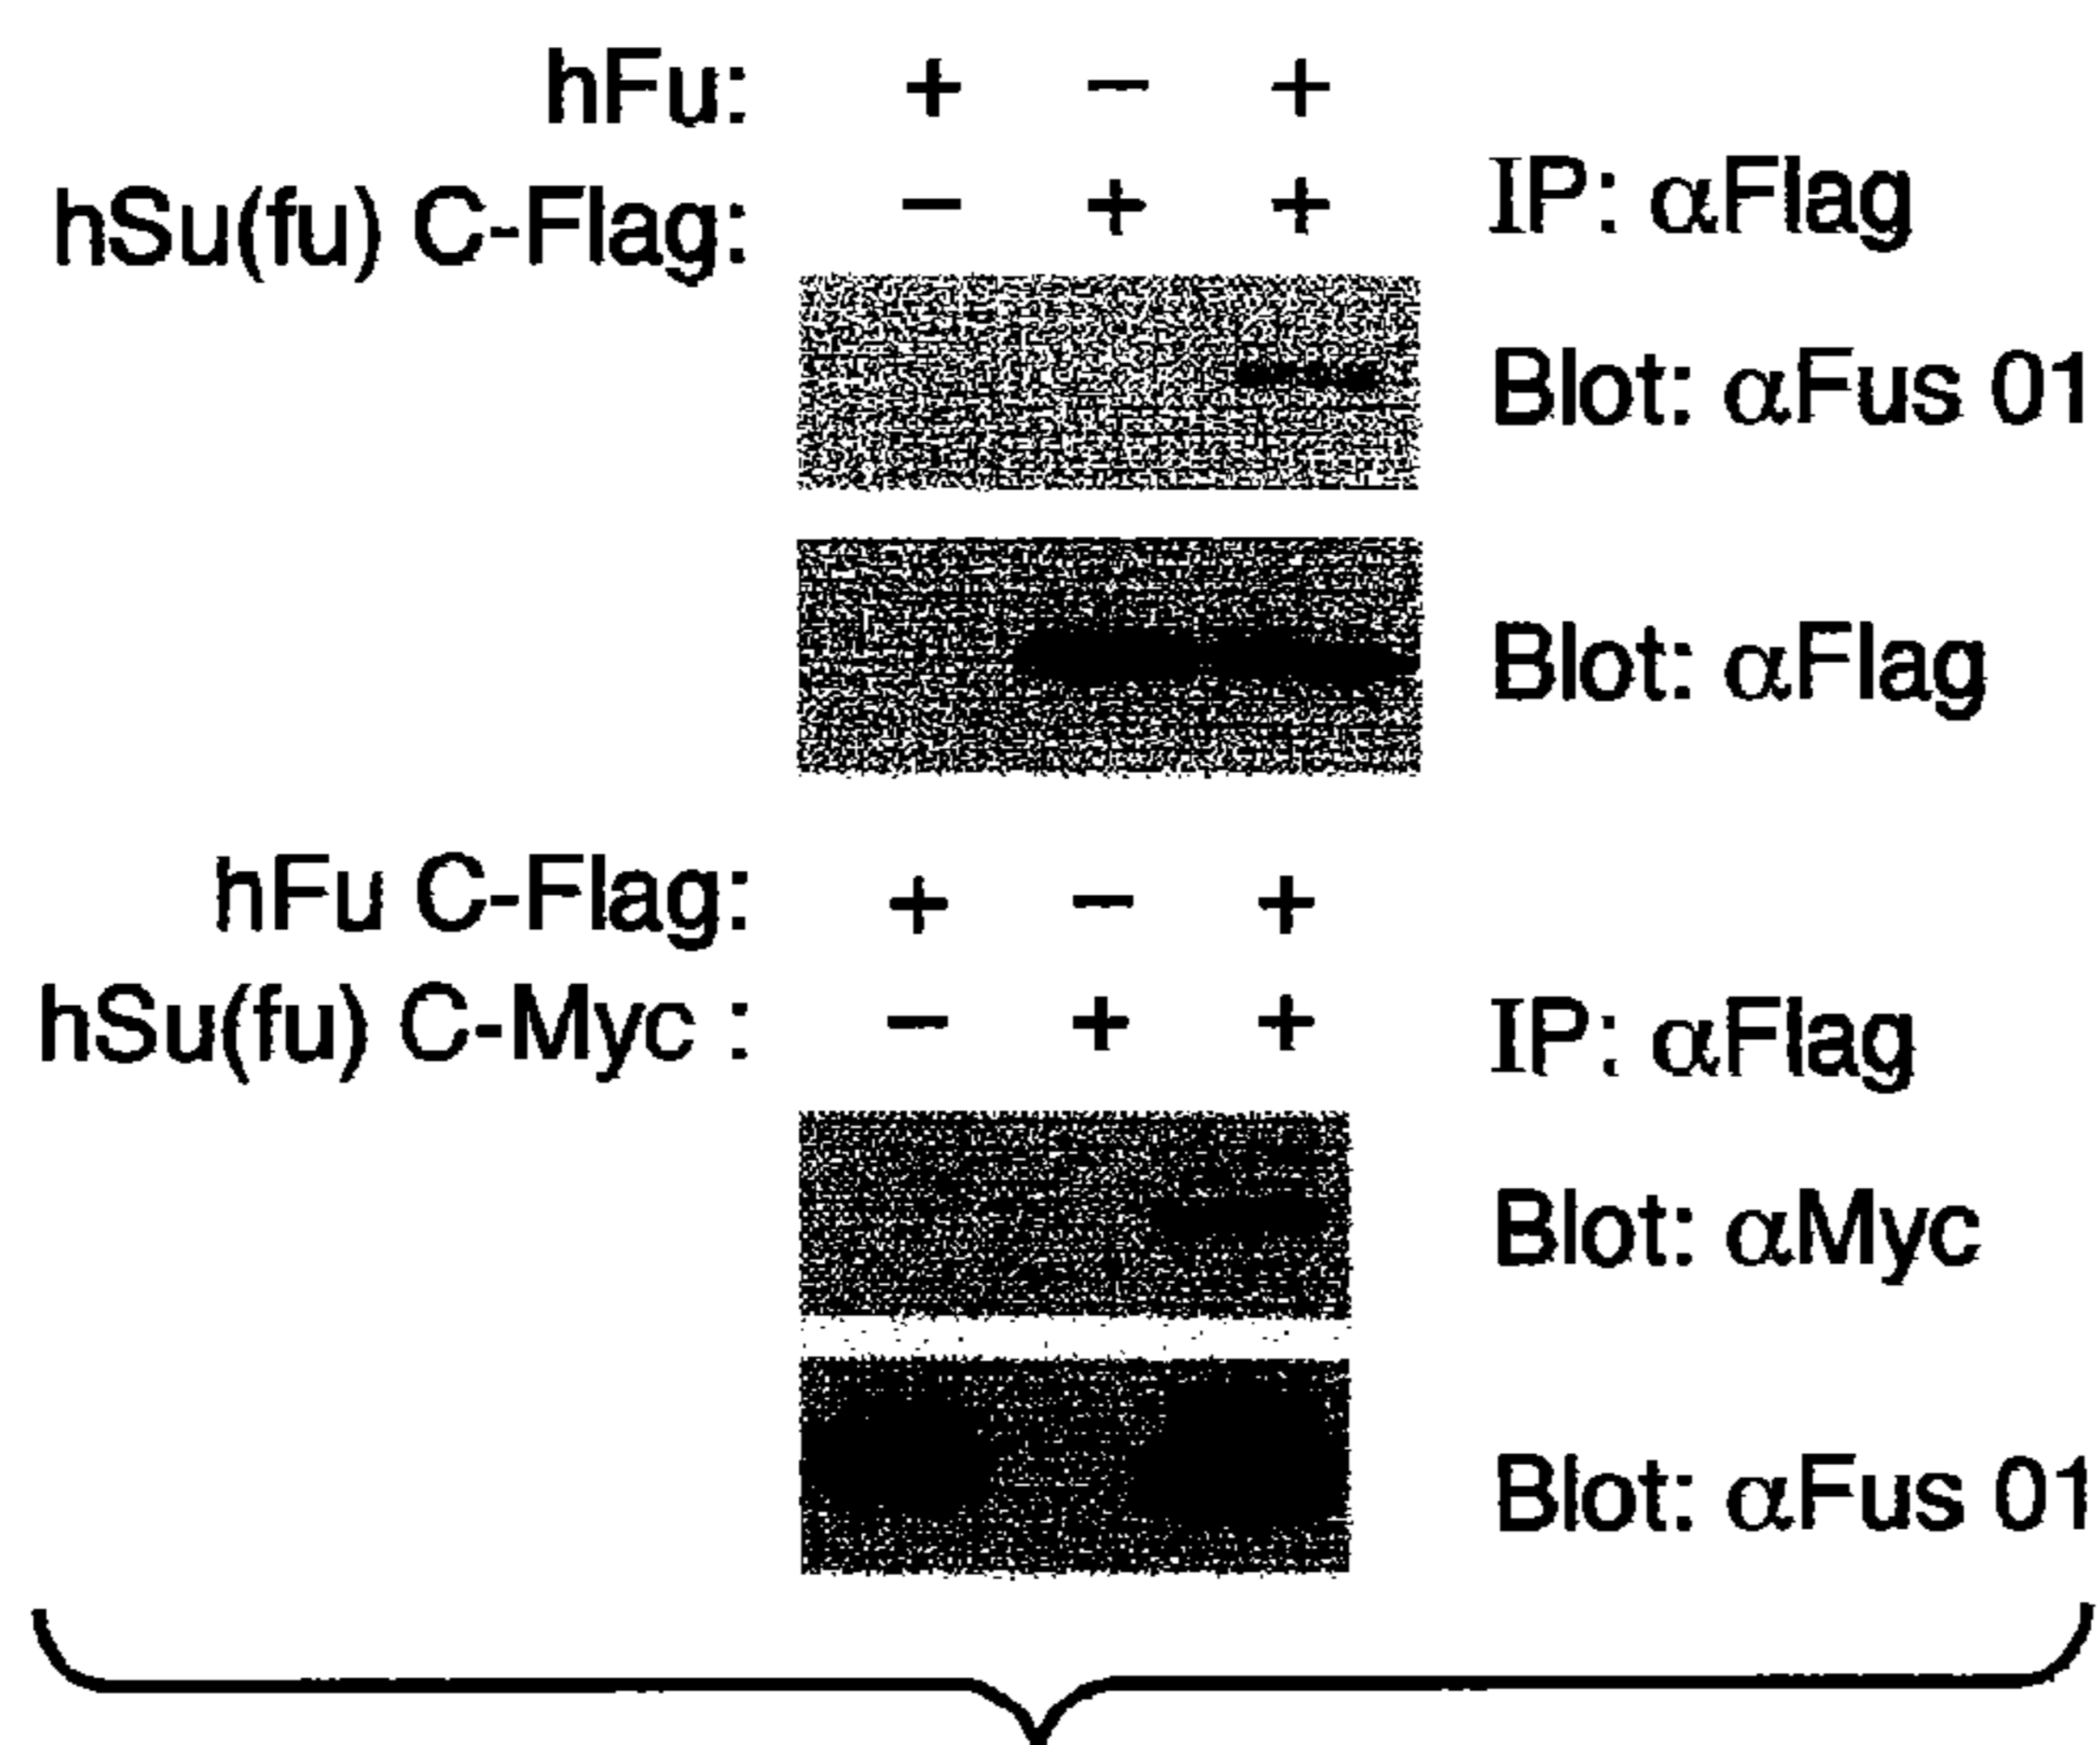 hFu: + − +
hSu(fu) C-Flag: − + + IP: αFlag
Blot: αFus 01
Blot: αFlag
hFu C-Flag: + − +
hSu(fu) C-Myc : − + + IP: αFlag
Blot: αMyc
Blot: αFus 01